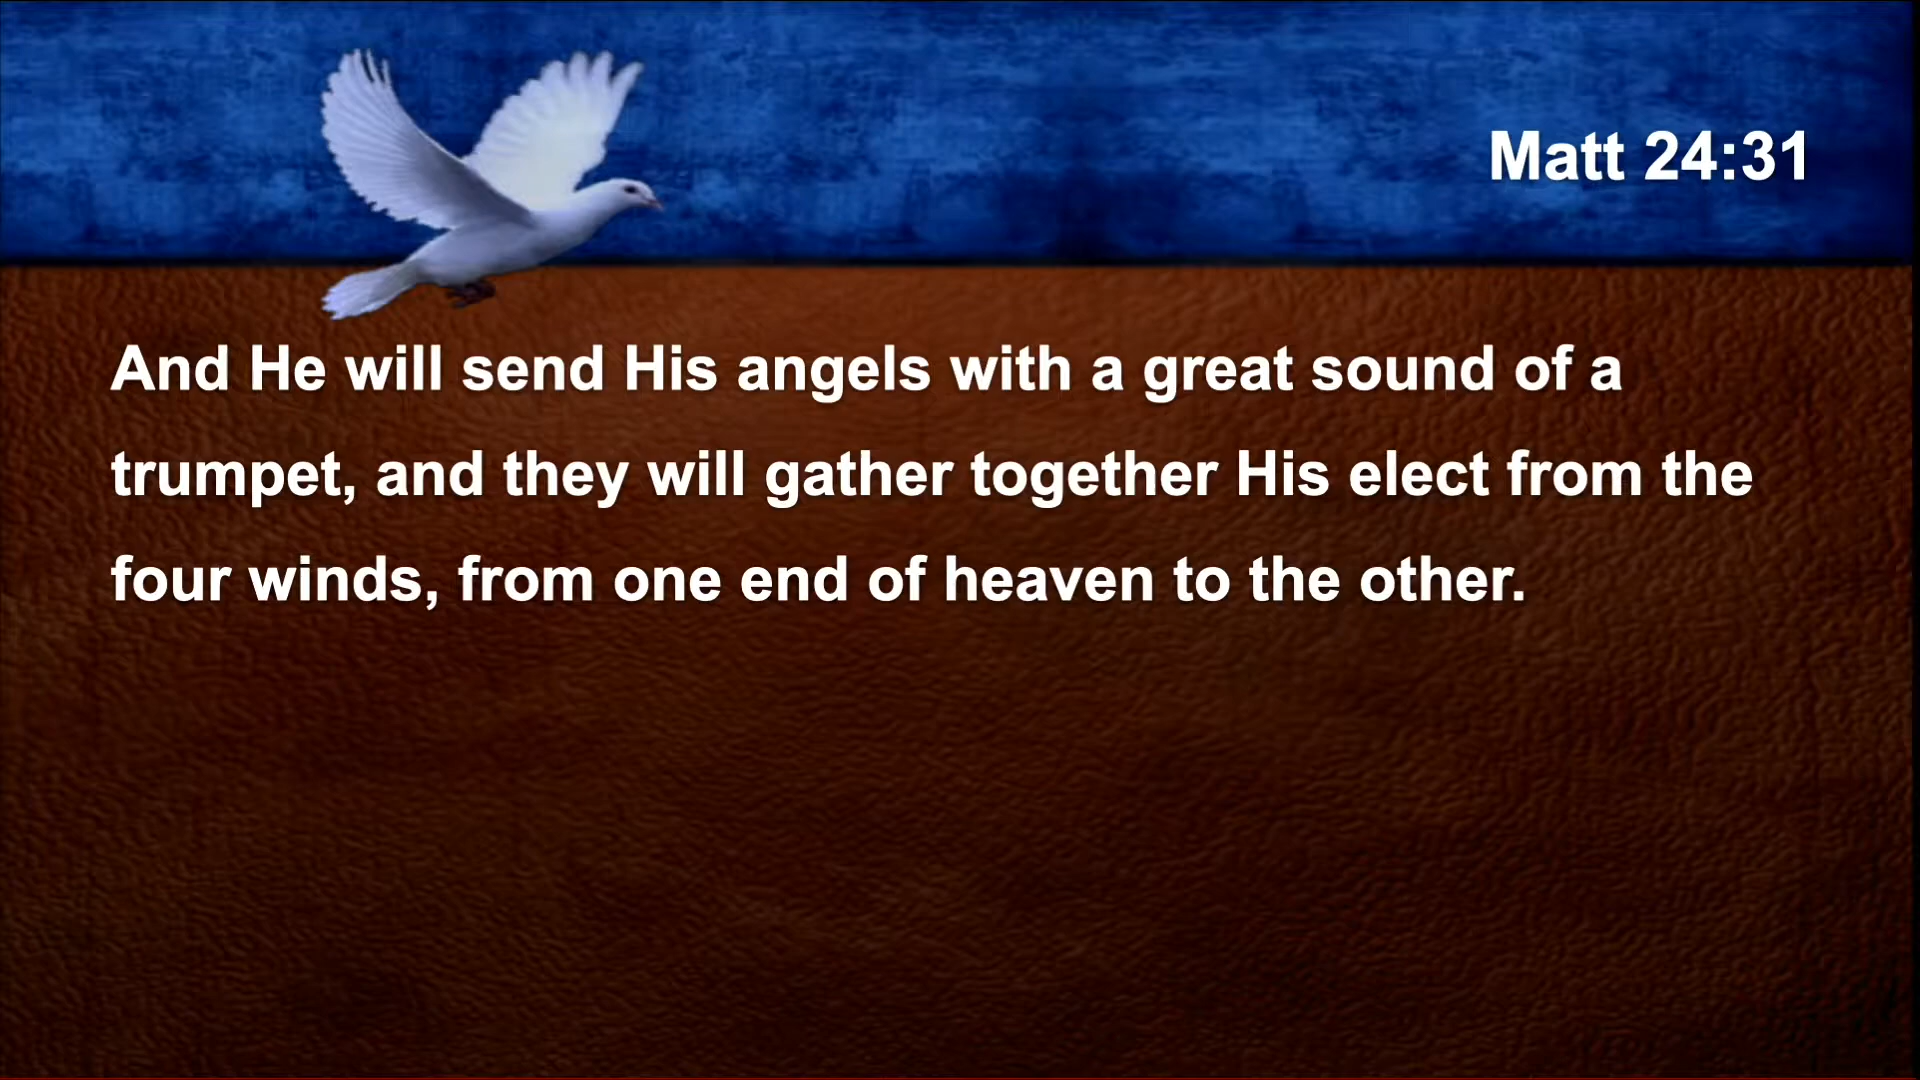 Matt 24:31
And He will send His angels with a great sound of a
trumpet, and they will gather together His elect from the
four winds, from one end of heaven to the other.